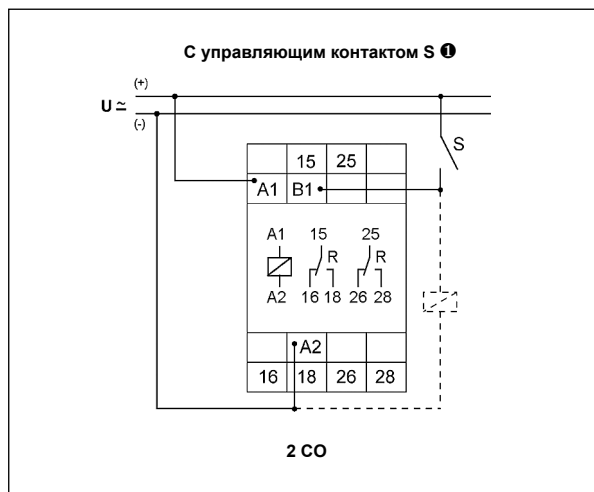 С управляющим контактом S ❶
(+)
U ≃
(-)
S
15 25
A1 B1
A1 15 25
R R
A2 16 18 26 28
A2
16 18 26 28
2 CO